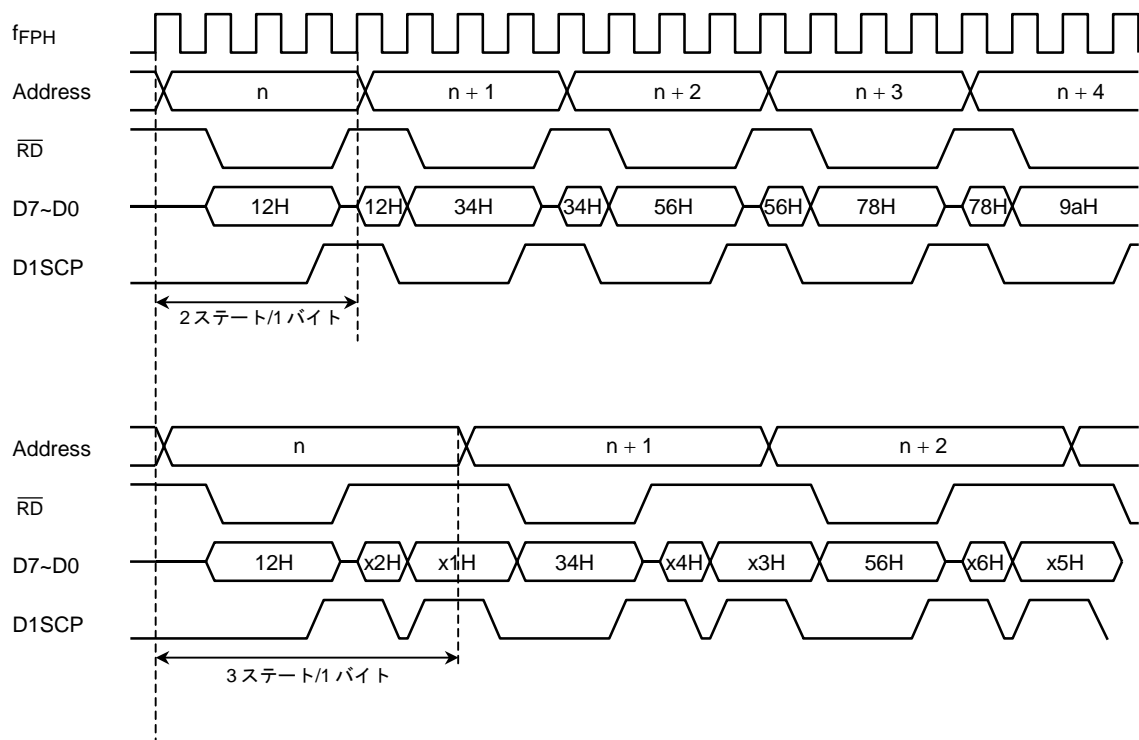 fFPH
Address n n + 1 n + 2 n + 3 n + 4
RD
D7~D0 12H 12H 34H 34H 56H 56H 78H 78H 9aH
D1SCP
2 ステート/1 バイト
Address n n + 1 n + 2
RD
D7~D0 12H x2H x1H 34H x4H x3H 56H x6H x5H
D1SCP
3 ステート/1 バイト